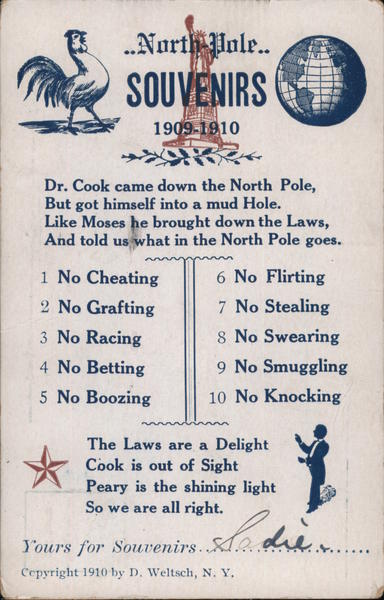 ..North-Pole..
SOUVENIRS
1909-1910
Dr. Cook came down the North Pole,
But got himself into a mud Hole.
Like Moses he brought down the Laws,
And told us what in the North Pole goes.
1 No Cheating
2 No Grafting
3 No Racing
4 No Betting
5 No Boozing
6 No Flirting
7 No Stealing
8 No Swearing
9 No Smuggling
10 No Knocking
The Laws are a Delight
Cook is out of Sight
Peary is the shining light
So we are all right.
Yours for Souvenirs Sadie
Copyright 1910 by D. Weltsch, N. Y.